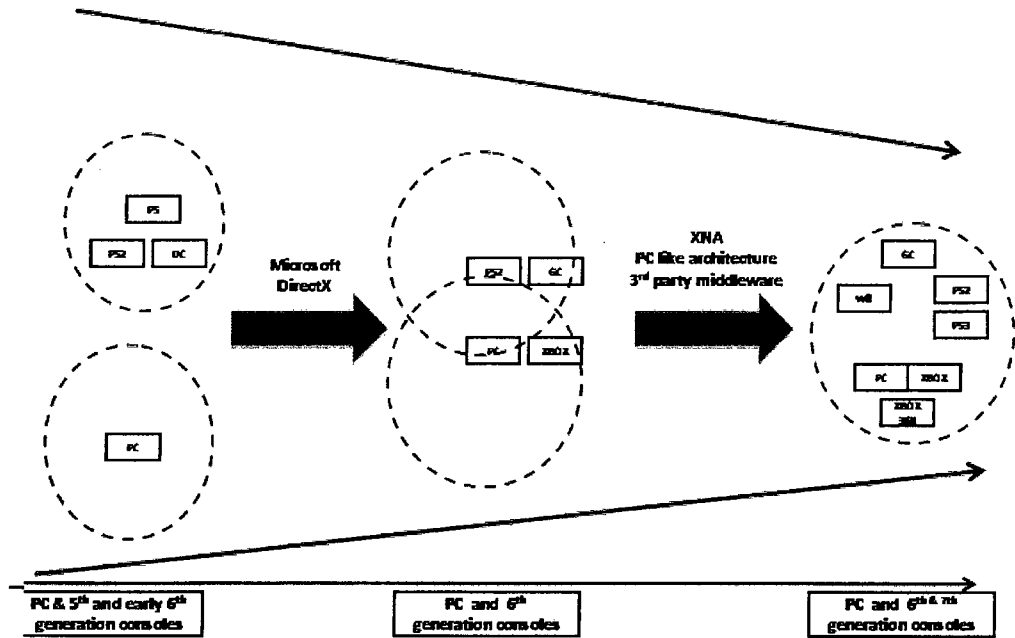 PS
PS2 DC
PC
Microsoft
DirectX
PS2 GC
PC XBOX
XNA
PC like architecture
3rd party middleware
GC
Wii
PS2
PS3
PC XBOX
XBOX
360
PC & 5th and early 6th
generation consoles
PC and 6th
generation consoles
PC and 6th & 7th
generation consoles